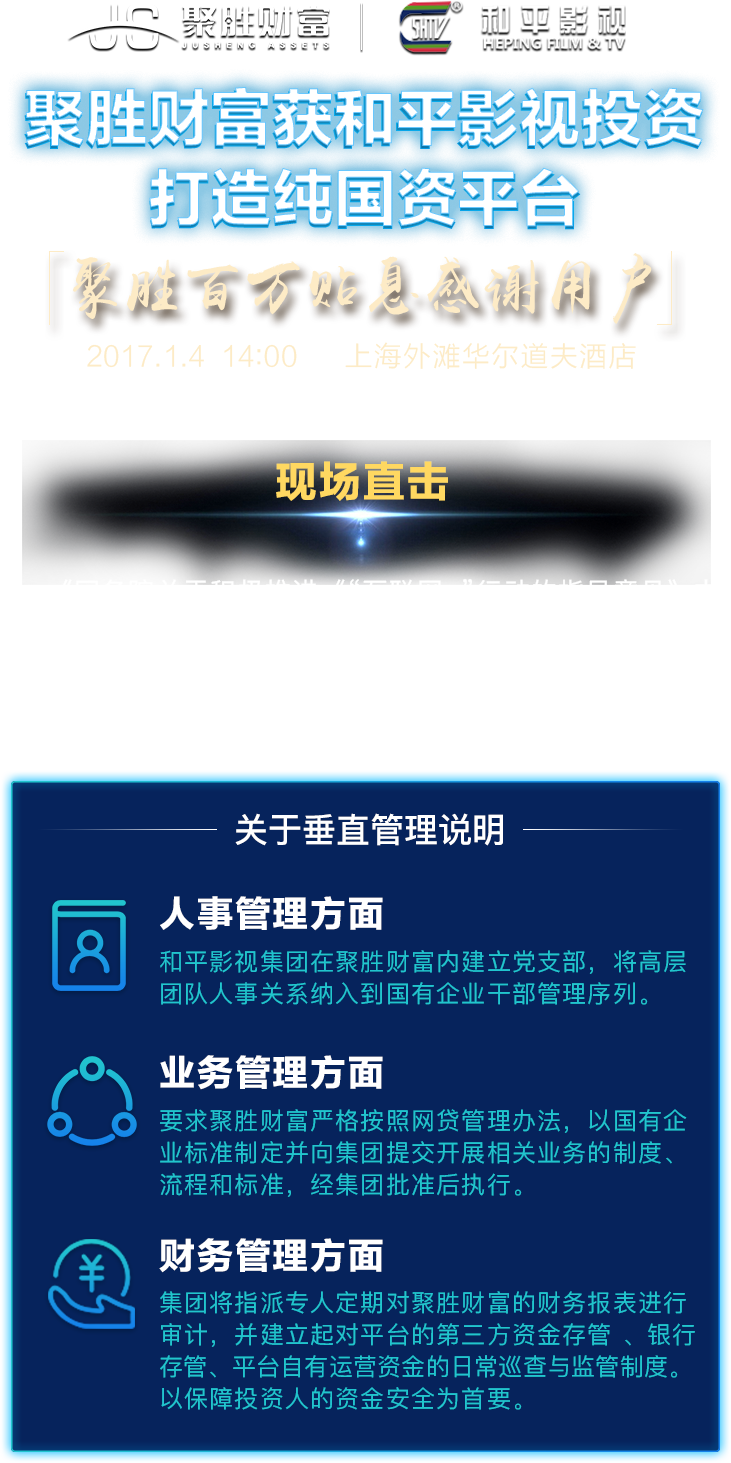 JS 聚胜财富 SHTV® 和平影视
JUSHENG ASSETS HEPING FILM & TV
聚胜财富获和平影视投资
打造纯国资平台
「聚胜百万贴息感谢用户」
2017.1.4 14:00 上海外滩华尔道夫酒店
现场直击
关于垂直管理说明
人事管理方面
和平影视集团在聚胜财富内建立党支部，将高层
团队人事关系纳入到国有企业干部管理序列。
业务管理方面
要求聚胜财富严格按照网贷管理办法，以国有企
业标准制定并向集团提交开展相关业务的制度、
流程和标准，经集团批准后执行。
财务管理方面
集团将指派专人定期对聚胜财富的财务报表进行
审计，并建立起对平台的第三方资金存管 、银行
存管、平台自有运营资金的日常巡查与监管制度。
以保障投资人的资金安全为首要。